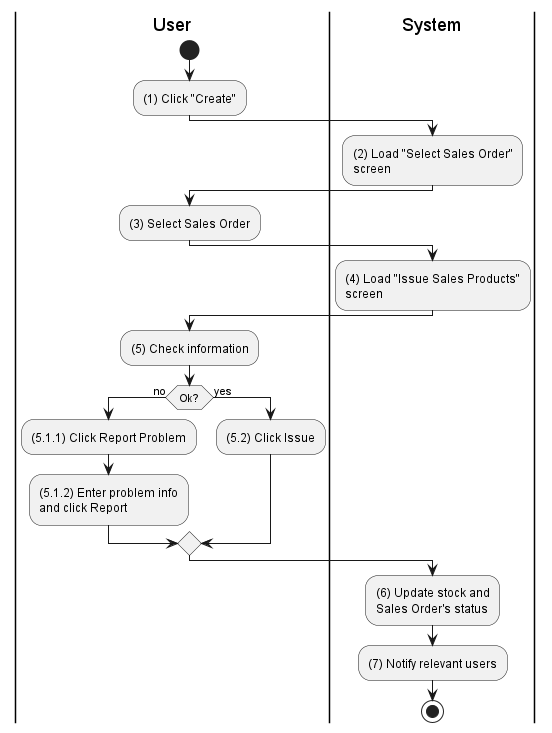 User
System
(1) Click "Create"
(2) Load "Select Sales Order"
screen
(3) Select Sales Order
(4) Load "Issue Sales Products"
screen
(5) Check information
no
Ok?
yes
(5.1.1) Click Report Problem
(5.2) Click Issue
(5.1.2) Enter problem info
and click Report
(6) Update stock and
Sales Order's status
(7) Notify relevant users